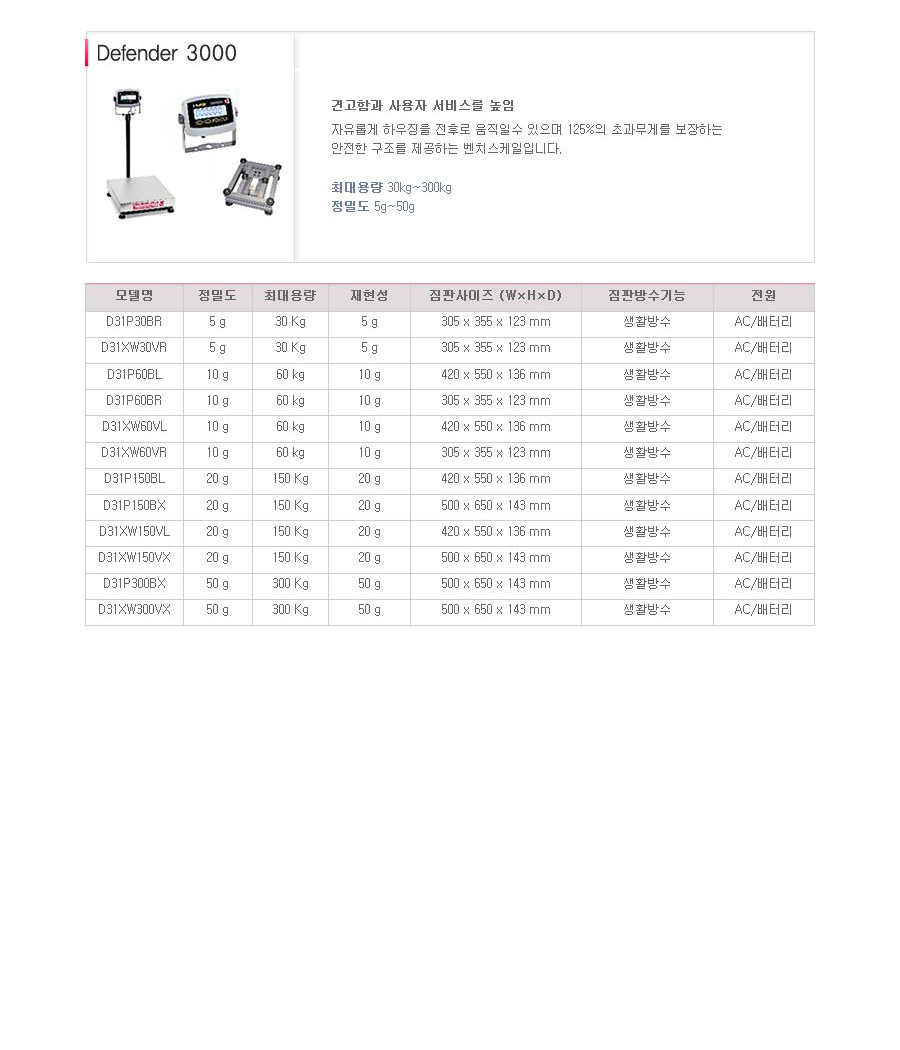 Defender 3000
견고함과 사용자 서비스를 높임
자유롭게 하우징을 전후로 움직일수 있으며 125%의 초과무게를 보장하는
안전한 구조를 제공하는 벤치스케일입니다.
최대용량 30kg~300kg
정밀도 5g~50g
모델명 정밀도 최대용량 재현성 짐판사이즈 (W×H×D) 짐판방수기능 전원
D31P30BR 5 g 30 Kg 5 g 305 x 355 x 123 mm 생활방수 AC/배터리
D31XW30VR 5 g 30 Kg 5 g 305 x 355 x 123 mm 생활방수 AC/배터리
D31P60BL 10 g 60 kg 10 g 420 x 550 x 136 mm 생활방수 AC/배터리
D31P60BR 10 g 60 kg 10 g 305 x 355 x 123 mm 생활방수 AC/배터리
D31XW60VL 10 g 60 kg 10 g 420 x 550 x 136 mm 생활방수 AC/배터리
D31XW60VR 10 g 60 kg 10 g 305 x 355 x 123 mm 생활방수 AC/배터리
D31P150BL 20 g 150 Kg 20 g 420 x 550 x 136 mm 생활방수 AC/배터리
D31P150BX 20 g 150 Kg 20 g 500 x 650 x 143 mm 생활방수 AC/배터리
D31XW150VL 20 g 150 Kg 20 g 420 x 550 x 136 mm 생활방수 AC/배터리
D31XW150VX 20 g 150 Kg 20 g 500 x 650 x 143 mm 생활방수 AC/배터리
D31P300BX 50 g 300 Kg 50 g 500 x 650 x 143 mm 생활방수 AC/배터리
D31XW300VX 50 g 300 Kg 50 g 500 x 650 x 143 mm 생활방수 AC/배터리